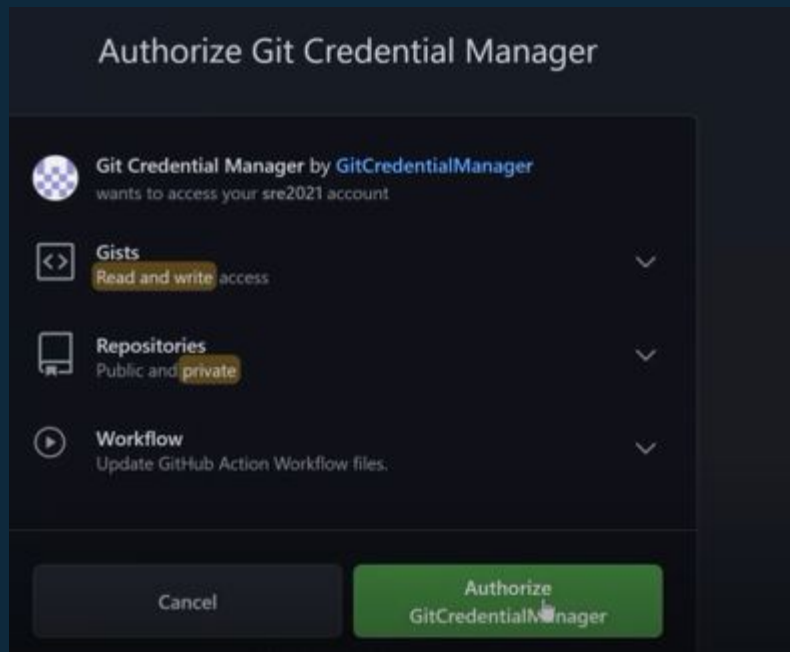 Authorize Git Credential Manager
Git Credential Manager by GitCredentialManager
wants to access your sre2021 account
Gists
Read and write access
Repositories
Public and private
Workflow
Update GitHub Action Workflow files.
Cancel
Authorize
GitCredentialManager